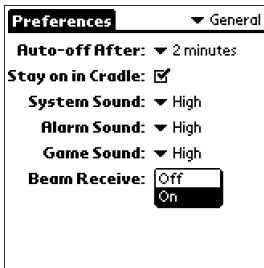 Preferences General
Auto-off After: 2 minutes
Stay on in Cradle:
System Sound: High
Alarm Sound: High
Game Sound: High
Beam Receive: Off
On